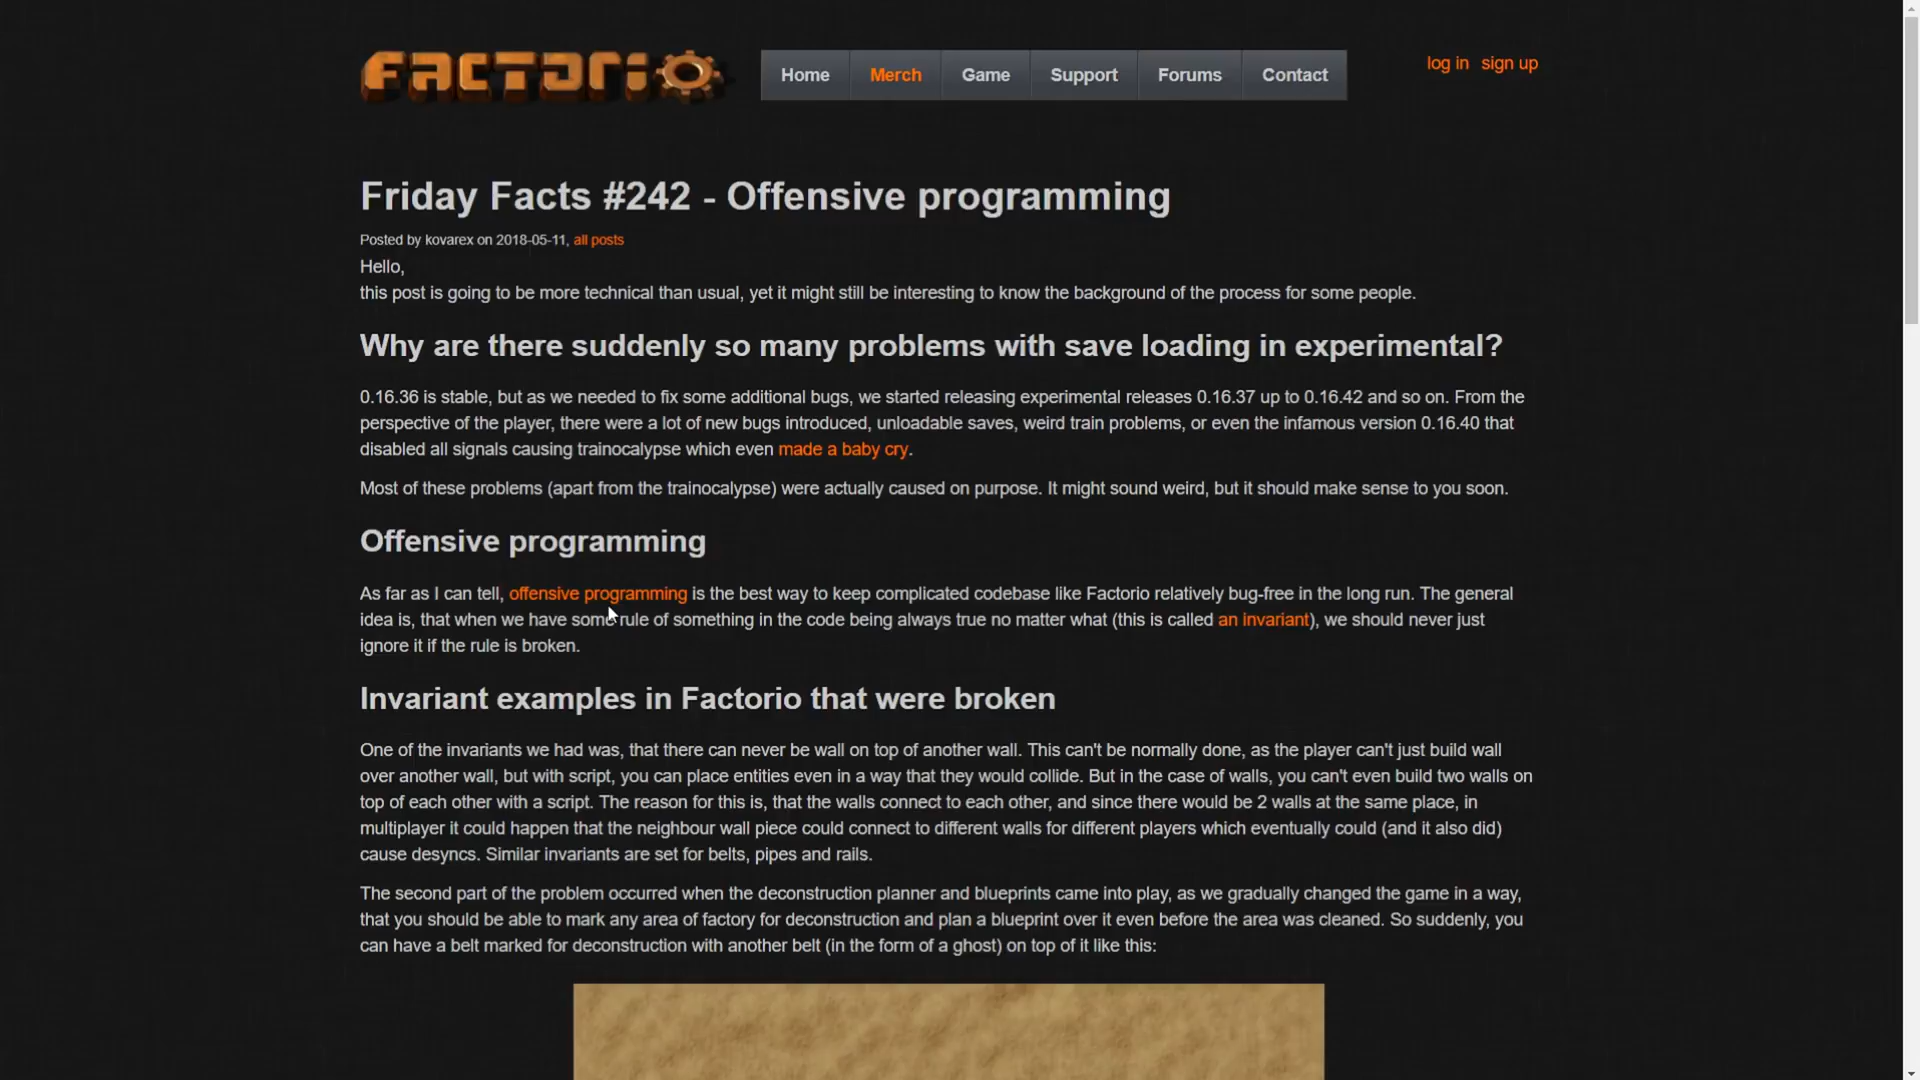 FACTORIO
Home Merch Game Support Forums Contact
log in sign up
Friday Facts #242 - Offensive programming
Posted by kovarex on 2018-05-11, all posts
Hello,
this post is going to be more technical than usual, yet it might still be interesting to know the background of the process for some people.
Why are there suddenly so many problems with save loading in experimental?
0.16.36 is stable, but as we needed to fix some additional bugs, we started releasing experimental releases 0.16.37 up to 0.16.42 and so on. From the
perspective of the player, there were a lot of new bugs introduced, unloadable saves, weird train problems, or even the infamous version 0.16.40 that
disabled all signals causing trainocalypse which even made a baby cry.
Most of these problems (apart from the trainocalypse) were actually caused on purpose. It might sound weird, but it should make sense to you soon.
Offensive programming
As far as I can tell, offensive programming is the best way to keep complicated codebase like Factorio relatively bug-free in the long run. The general
idea is, that when we have some rule of something in the code being always true no matter what (this is called an invariant), we should never just
ignore it if the rule is broken.
Invariant examples in Factorio that were broken
One of the invariants we had was, that there can never be wall on top of another wall. This can't be normally done, as the player can't just build wall
over another wall, but with script, you can place entities even in a way that they would collide. But in the case of walls, you can't even build two walls on
top of each other with a script. The reason for this is, that the walls connect to each other, and since there would be 2 walls at the same place, in
multiplayer it could happen that the neighbour wall piece could connect to different walls for different players which eventually could (and it also did)
cause desyncs. Similar invariants are set for belts, pipes and rails.
The second part of the problem occurred when the deconstruction planner and blueprints came into play, as we gradually changed the game in a way,
that you should be able to mark any area of factory for deconstruction and plan a blueprint over it even before the area was cleaned. So suddenly, you
can have a belt marked for deconstruction with another belt (in the form of a ghost) on top of it like this: